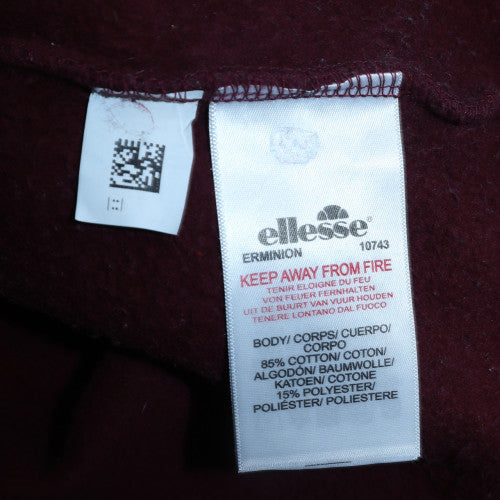 ellesse®
ERMINION 10743
KEEP AWAY FROM FIRE
TENIR ELOIGNE DU FEU
VON FEUER FERNHALTEN
UIT DE BUURT VAN VUUR HOUDEN
TENERE LONTANO DAL FUOCO
BODY/ CORPS/ CUERPO/
CORPO
85% COTTON/ COTON/
ALGODÓN/ BAUMWOLLE/
KATOEN/ COTONE
15% POLYESTER/
POLIÉSTER/ POLIESTERE